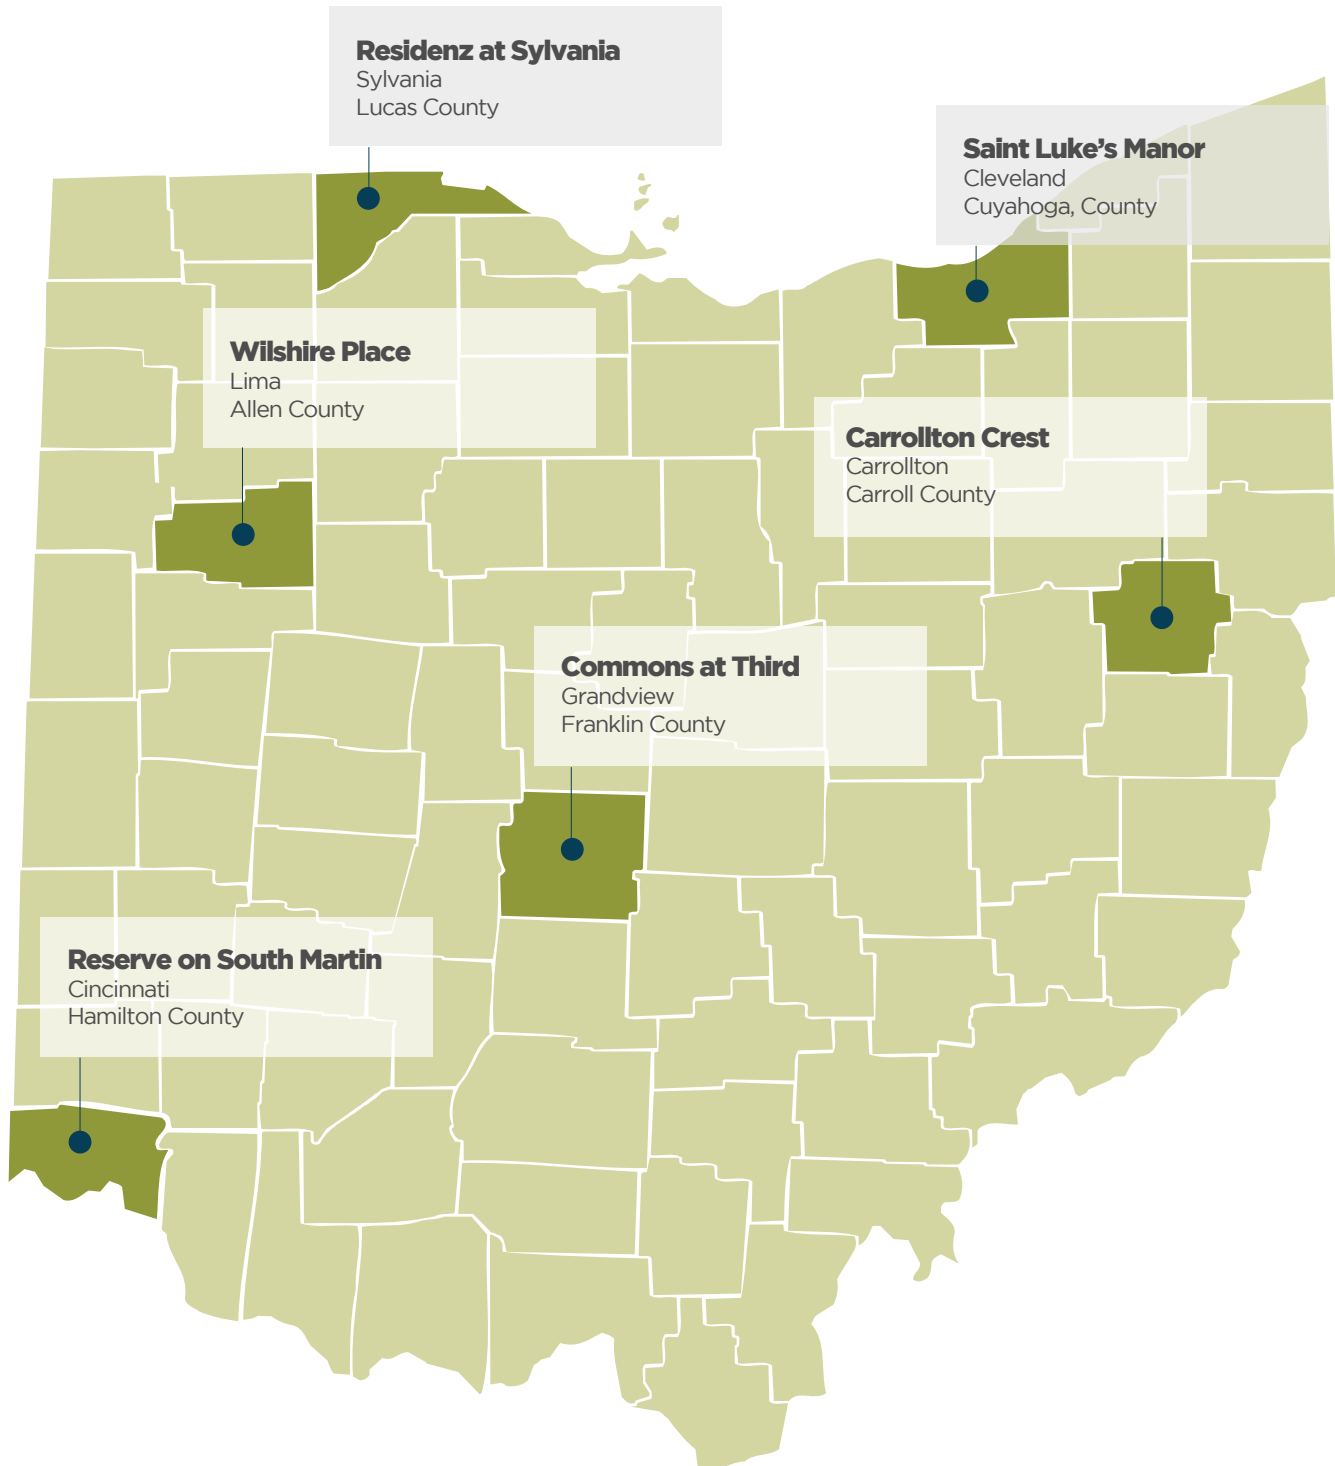 Residenz at Sylvania
Sylvania
Lucas County
Saint Luke’s Manor
Cleveland
Cuyahoga, County
Wilshire Place
Lima
Allen County
Carrollton Crest
Carrollton
Carroll County
Commons at Third
Grandview
Franklin County
Reserve on South Martin
Cincinnati
Hamilton County